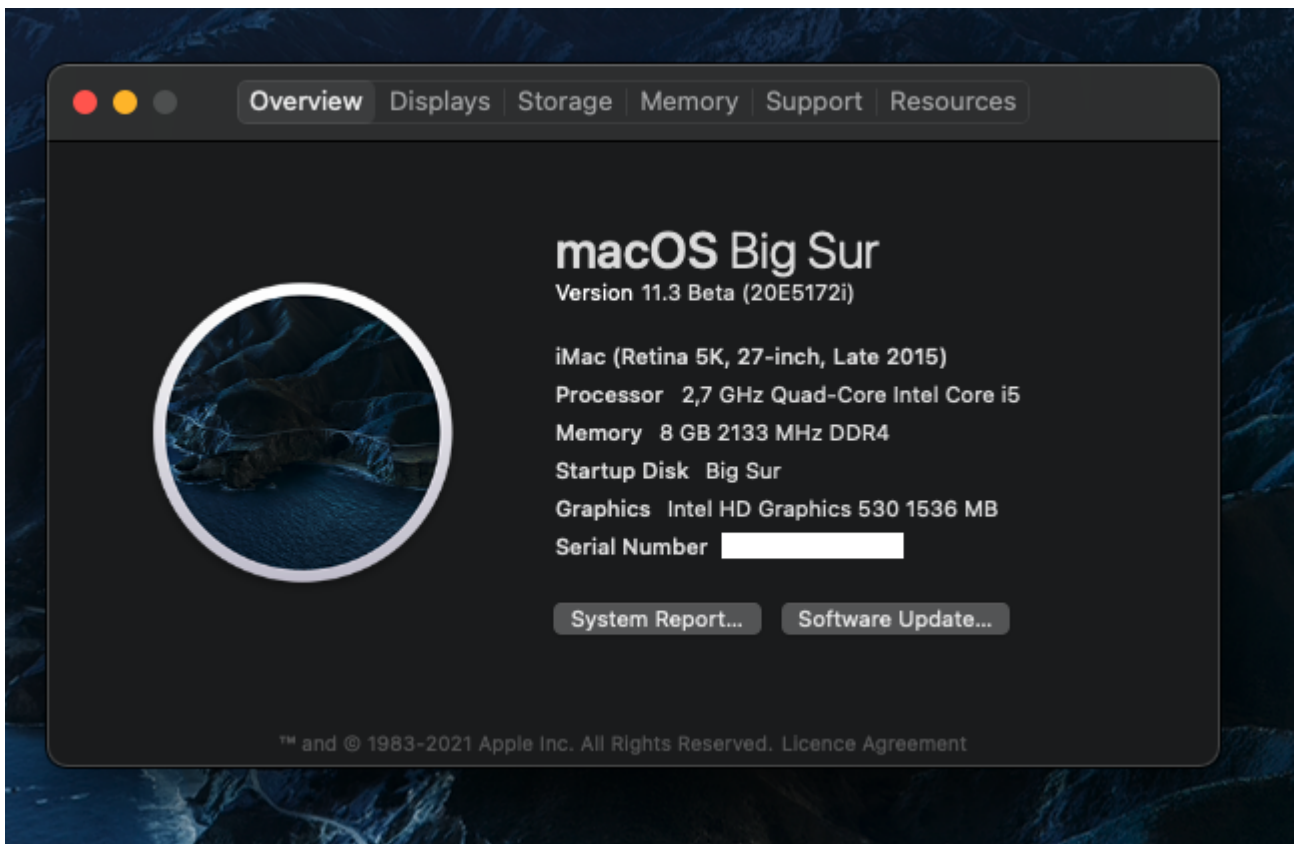 Overview Displays Storage Memory Support Resources
macOS Big Sur
Version 11.3 Beta (20E5172i)
iMac (Retina 5K, 27-inch, Late 2015)
Processor 2,7 GHz Quad-Core Intel Core i5
Memory 8 GB 2133 MHz DDR4
Startup Disk Big Sur
Graphics Intel HD Graphics 530 1536 MB
Serial Number
System Report... Software Update...
™ and © 1983-2021 Apple Inc. All Rights Reserved. Licence Agreement